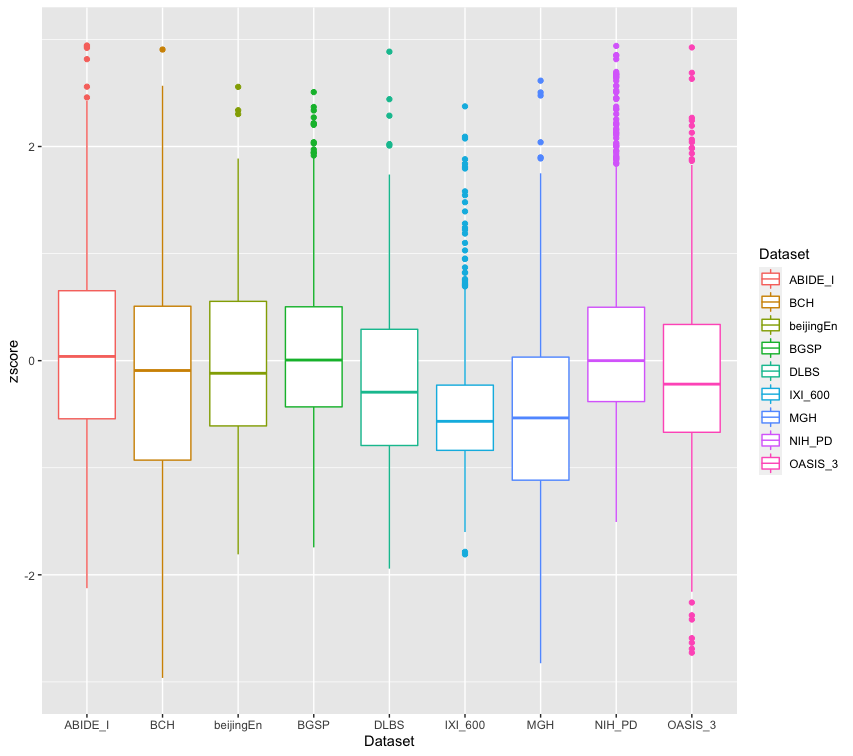 zscore
2
0
-2
ABIDE_I BCH beijingEn BGSP DLBS IXI_600 MGH NIH_PD OASIS_3
Dataset
Dataset
ABIDE_I
BCH
beijingEn
BGSP
DLBS
IXI_600
MGH
NIH_PD
OASIS_3